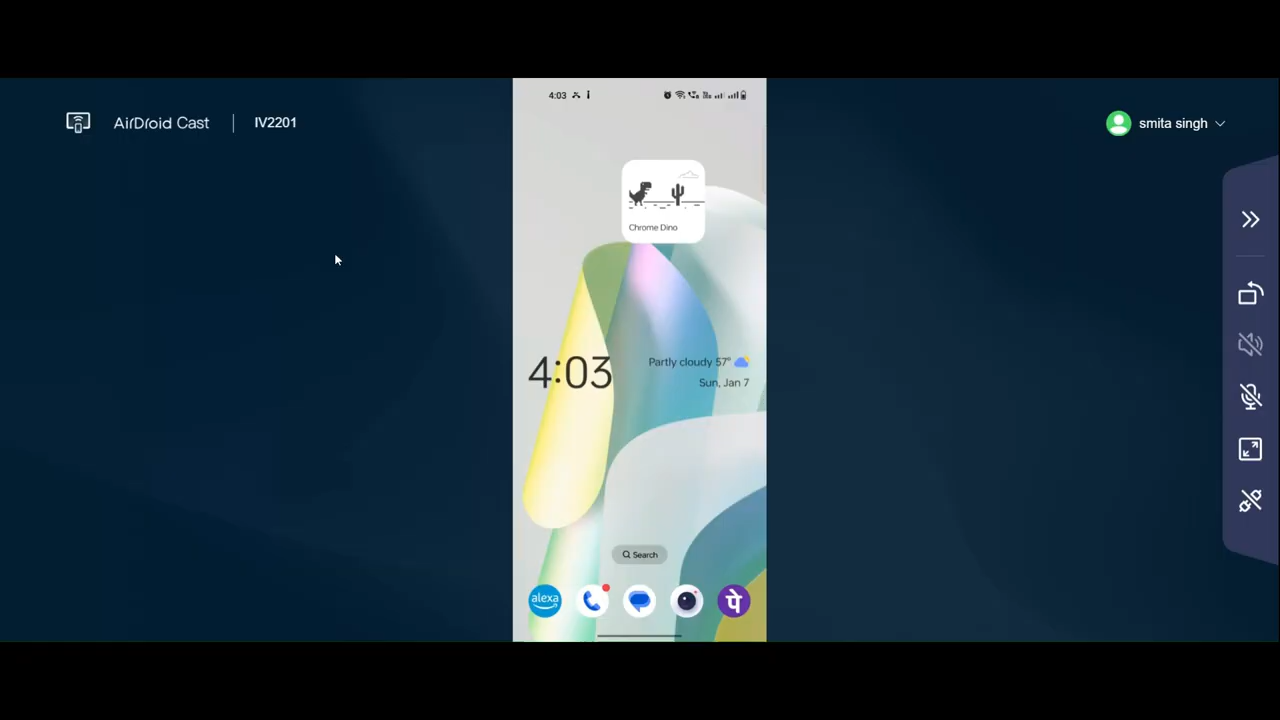 AirDroid Cast
IV2201
smita singh
4:03
Chrome Dino
4:03
Partly cloudy 57°
Sun, Jan 7
Search
alexa
पे